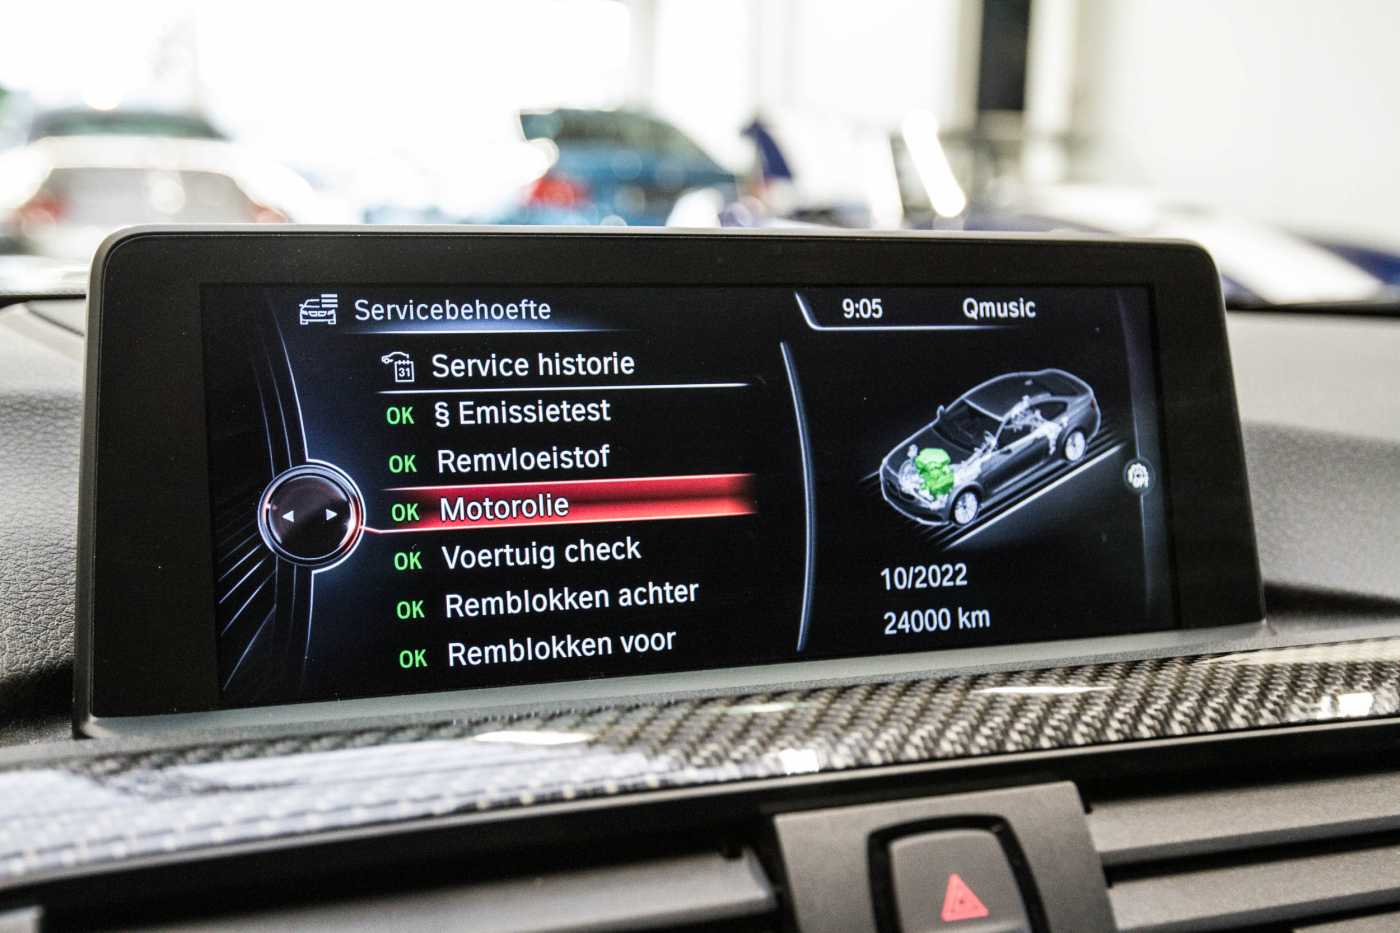 Servicebehoefte
9:05 Qmusic
31 Service historie
OK § Emissietest
OK Remvloeistof
OK Motorolie
OK Voertuig check
OK Remblokken achter
OK Remblokken voor
10/2022
24000 km